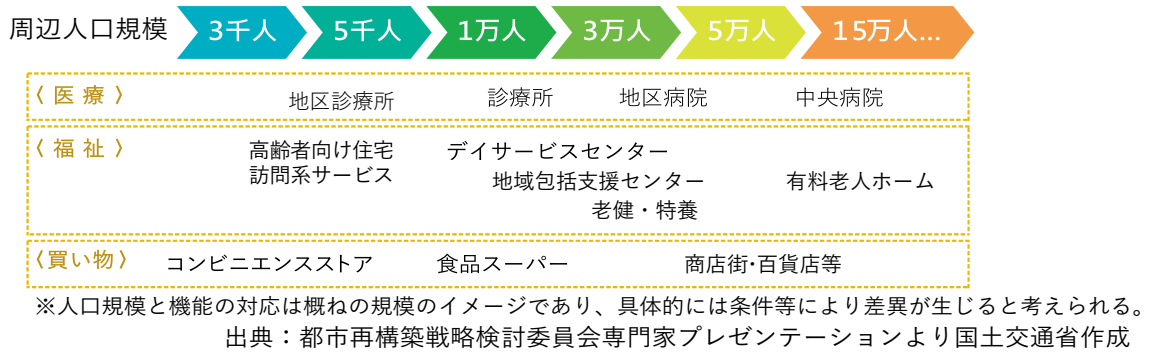 周辺人口規模 3千人 5千人 1万人 3万人 5万人 15万人...
〈 医 療 〉 地区診療所 診療所 地区病院 中央病院
〈 福 祉 〉 高齢者向け住宅 デイサービスセンター
訪問系サービス 地域包括支援センター 有料老人ホーム
老健・特養
〈買い物〉 コンビニエンスストア 食品スーパー 商店街・百貨店等
※人口規模と機能の対応は概ねの規模のイメージであり、具体的には条件等により差異が生じると考えられる。
出典：都市再構築戦略検討委員会専門家プレゼンテーションより国土交通省作成